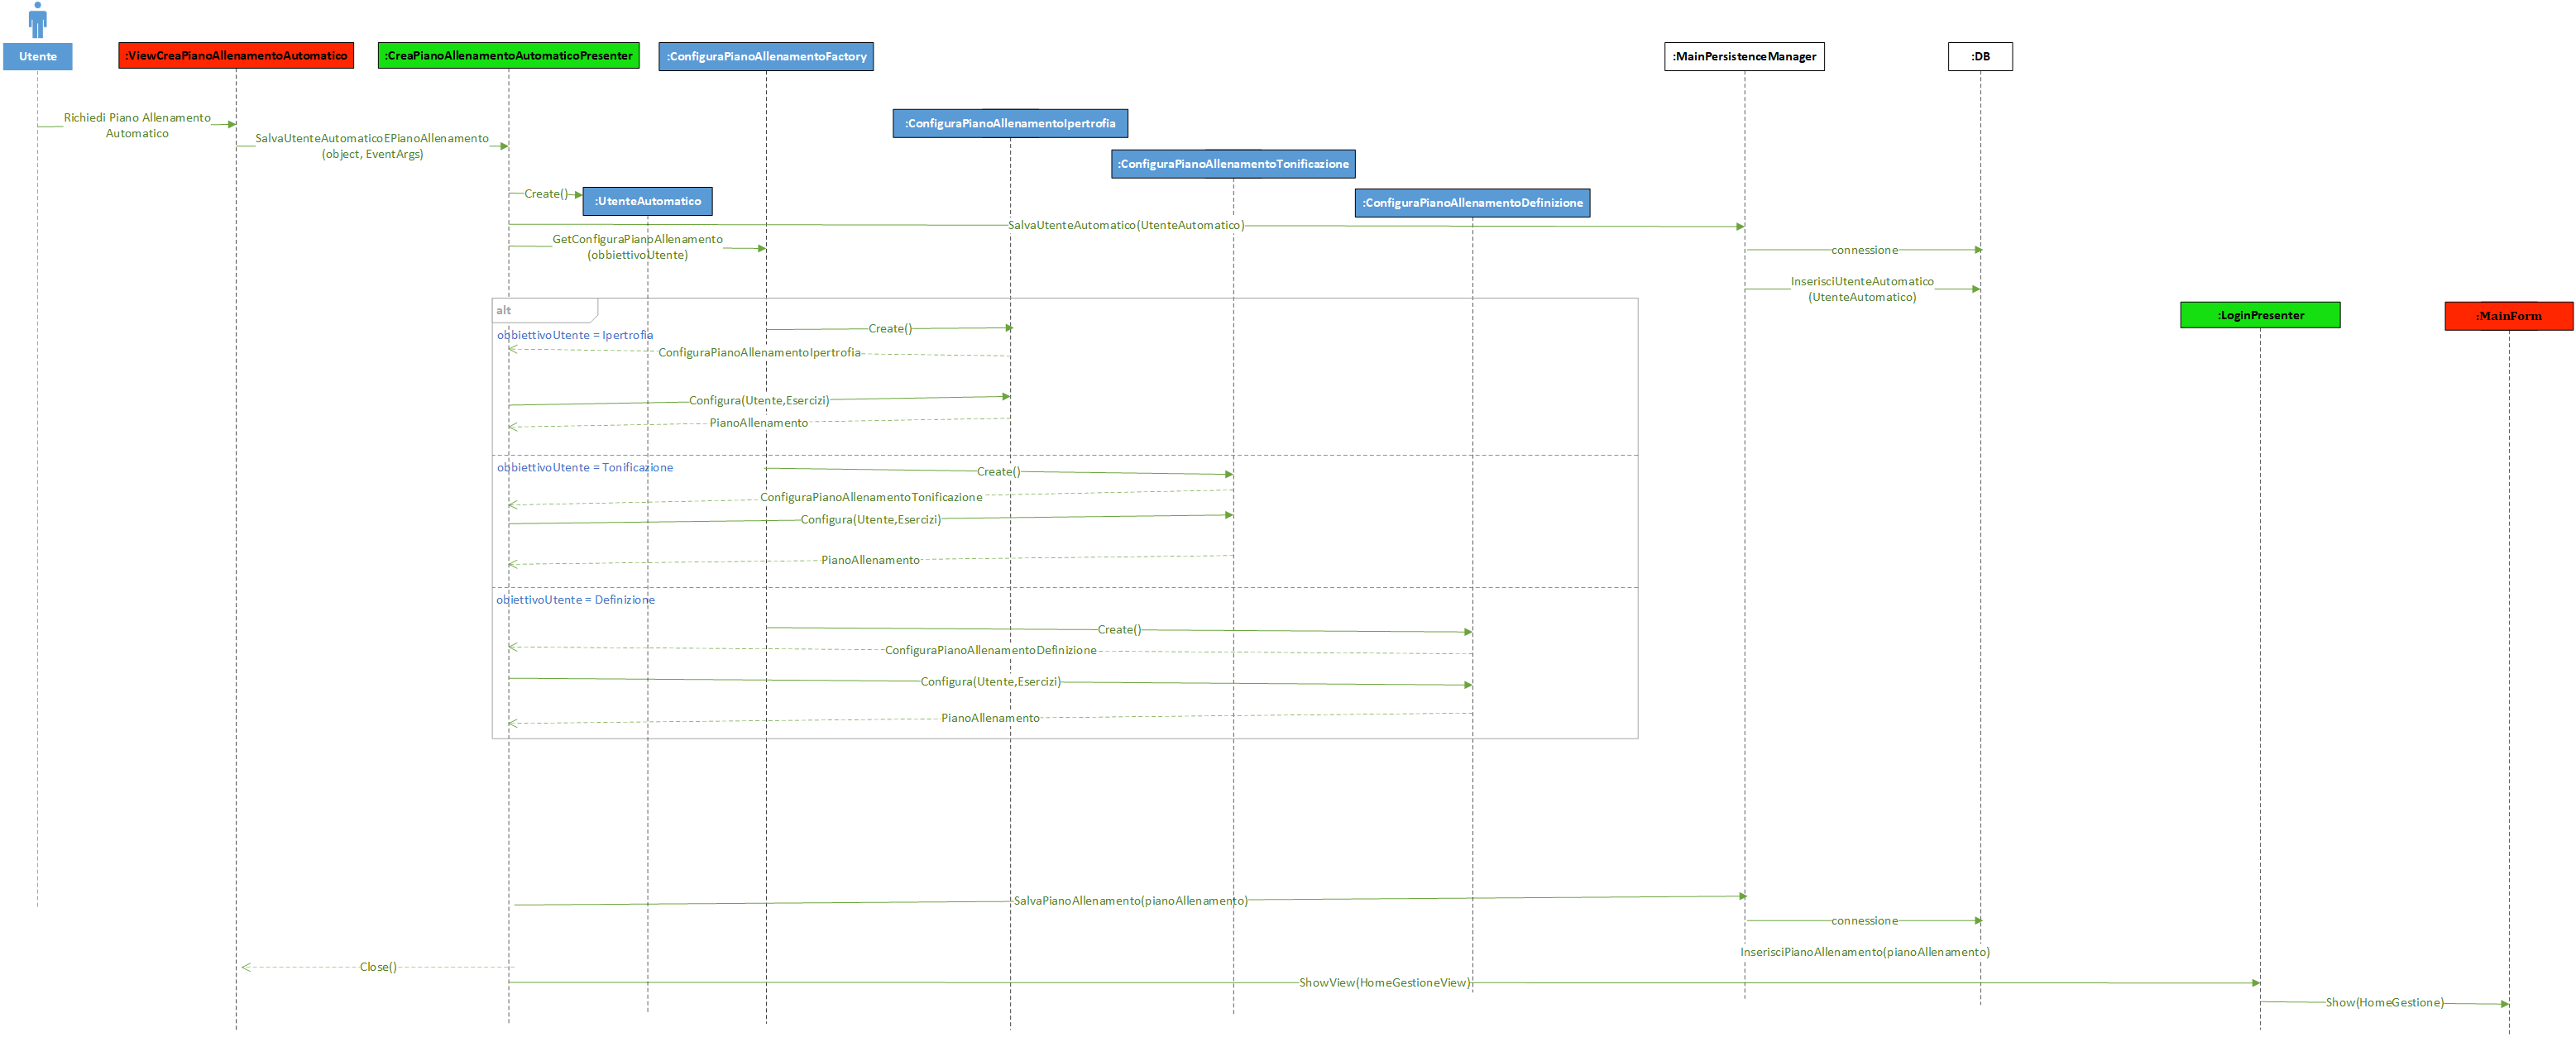 Utente
:ViewCreaPianoAllenamentoAutomatico
:CreaPianoAllenamentoAutomaticoPresenter
:ConfiguraPianoAllenamentoFactory
:MainPersistenceManager
:DB
:ConfiguraPianoAllenamentoIpertrofia
:ConfiguraPianoAllenamentoTonificazione
:ConfiguraPianoAllenamentoDefinizione
Richiedi Piano Allenamento
Automatico
SalvaUtenteAutomaticoEPianoAllenamento
(object, EventArgs)
Create()
:UtenteAutomatico
SalvaUtenteAutomatico(UtenteAutomatico)
GetConfiguraPianoAllenamento
(obbiettivoUtente)
connessione
InserisciUtenteAutomatico
(UtenteAutomatico)
:LoginPresenter
:MainForm
alt
obbiettivoUtente = Ipertrofia
Create()
ConfiguraPianoAllenamentoIpertrofia
Configura(Utente,Esercizi)
PianoAllenamento
obbiettivoUtente = Tonificazione
Create()
ConfiguraPianoAllenamentoTonificazione
Configura(Utente,Esercizi)
PianoAllenamento
obiettivoUtente = Definizione
Create()
ConfiguraPianoAllenamentoDefinizione
Configura(Utente,Esercizi)
PianoAllenamento
SalvaPianoAllenamento(pianoAllenamento)
connessione
InserisciPianoAllenamento(pianoAllenamento)
Close()
ShowView(HomeGestioneView)
Show(HomeGestione)